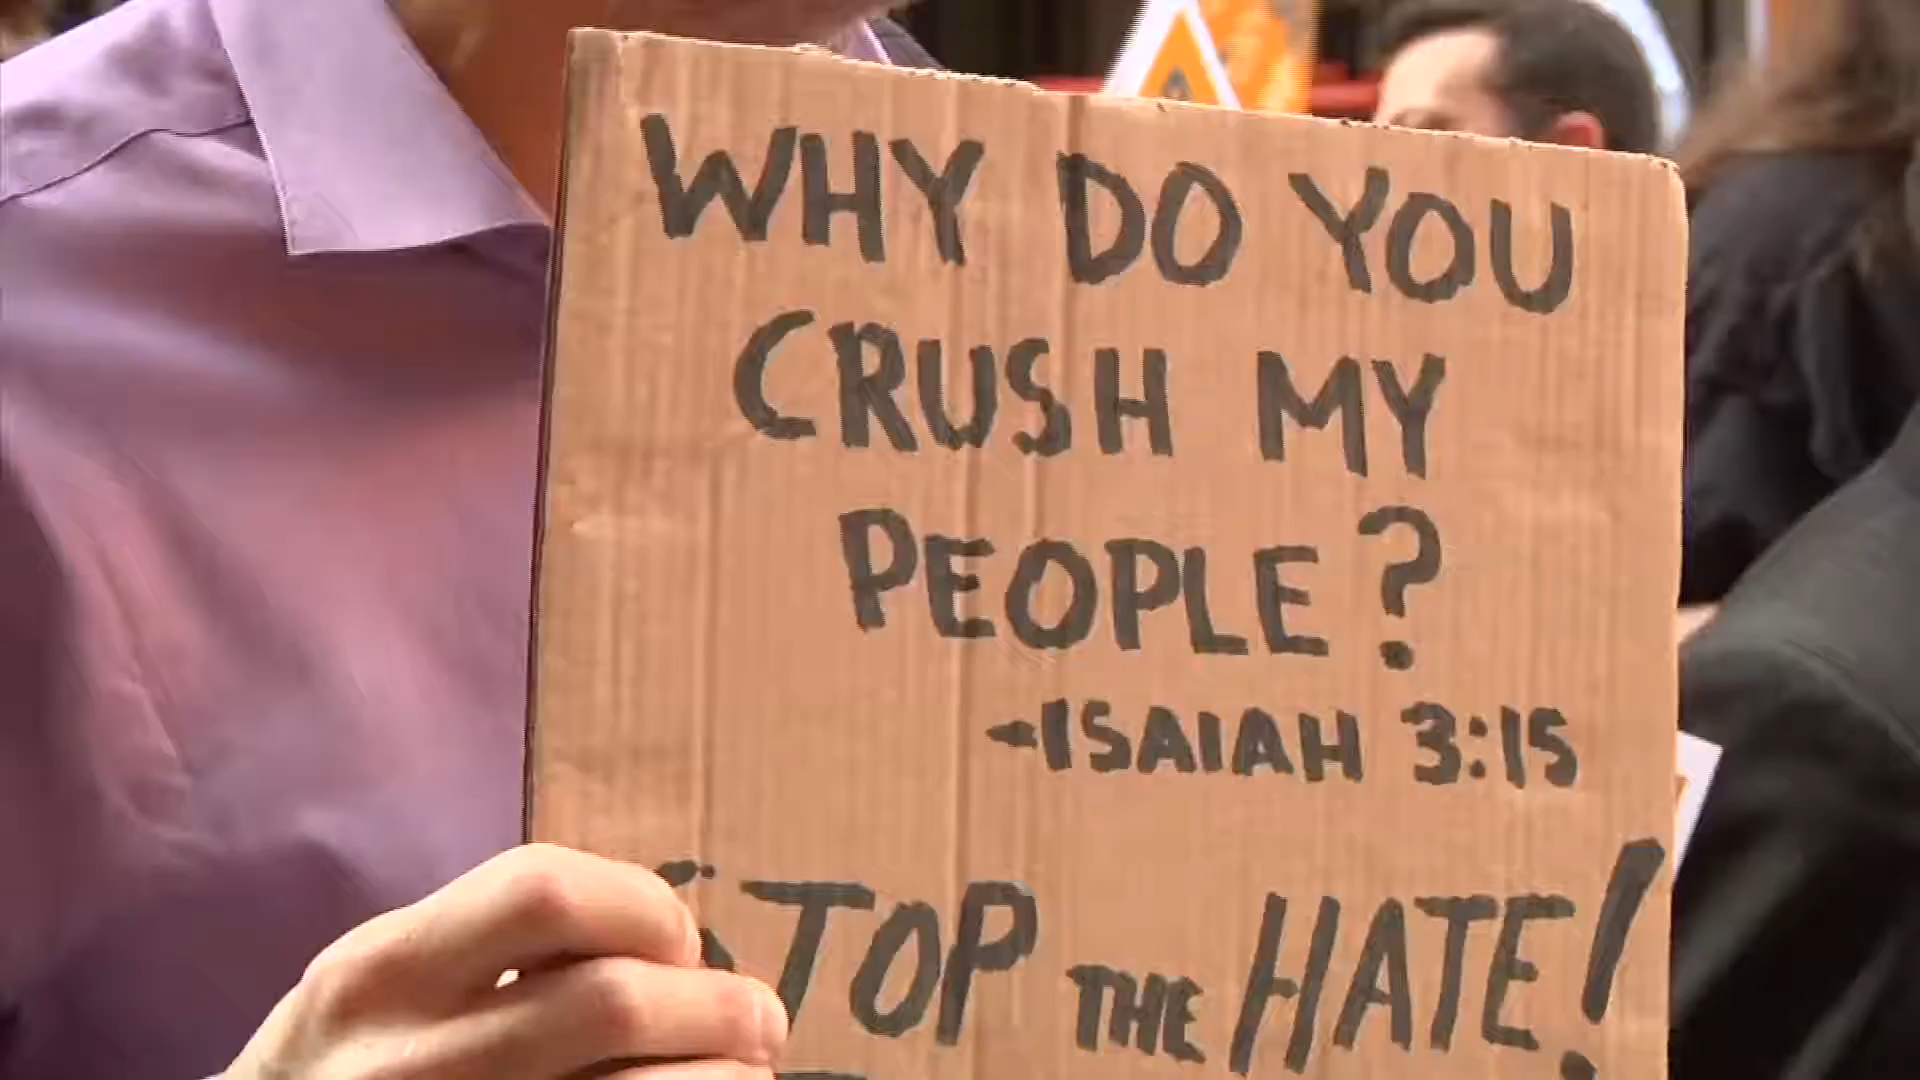 WHY DO YOU
CRUSH MY
PEOPLE?
-ISAIAH 3:15
STOP THE HATE!